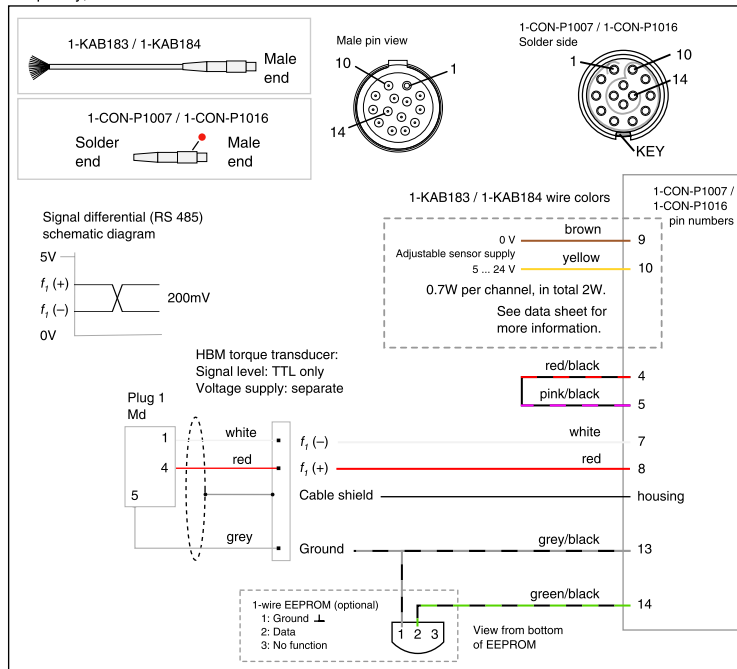 1-KAB183 / 1-KAB184
Male
end
1-CON-P1007 / 1-CON-P1016
Solder
end
Male
end
Male pin view
10
1
14
1-CON-P1007 / 1-CON-P1016
Solder side
1
10
14
KEY
Signal differential (RS 485)
schematic diagram
5V
f1 (+)
f1 (–)
0V
200mV
1-KAB183 / 1-KAB184 wire colors
1-CON-P1007 /
1-CON-P1016
pin numbers
brown
0 V
9
Adjustable sensor supply
yellow
5 ... 24 V
10
0.7W per channel, in total 2W.
See data sheet for
more information.
HBM torque transducer:
Signal level: TTL only
Voltage supply: separate
red/black
4
pink/black
5
Plug 1
Md
1
white
f1 (–)
white
7
4
red
f1 (+)
red
8
5
Cable shield
housing
grey
Ground
grey/black
13
green/black
14
1-wire EEPROM (optional)
1: Ground ⊥
2: Data
3: No function
1 2 3
View from bottom
of EEPROM